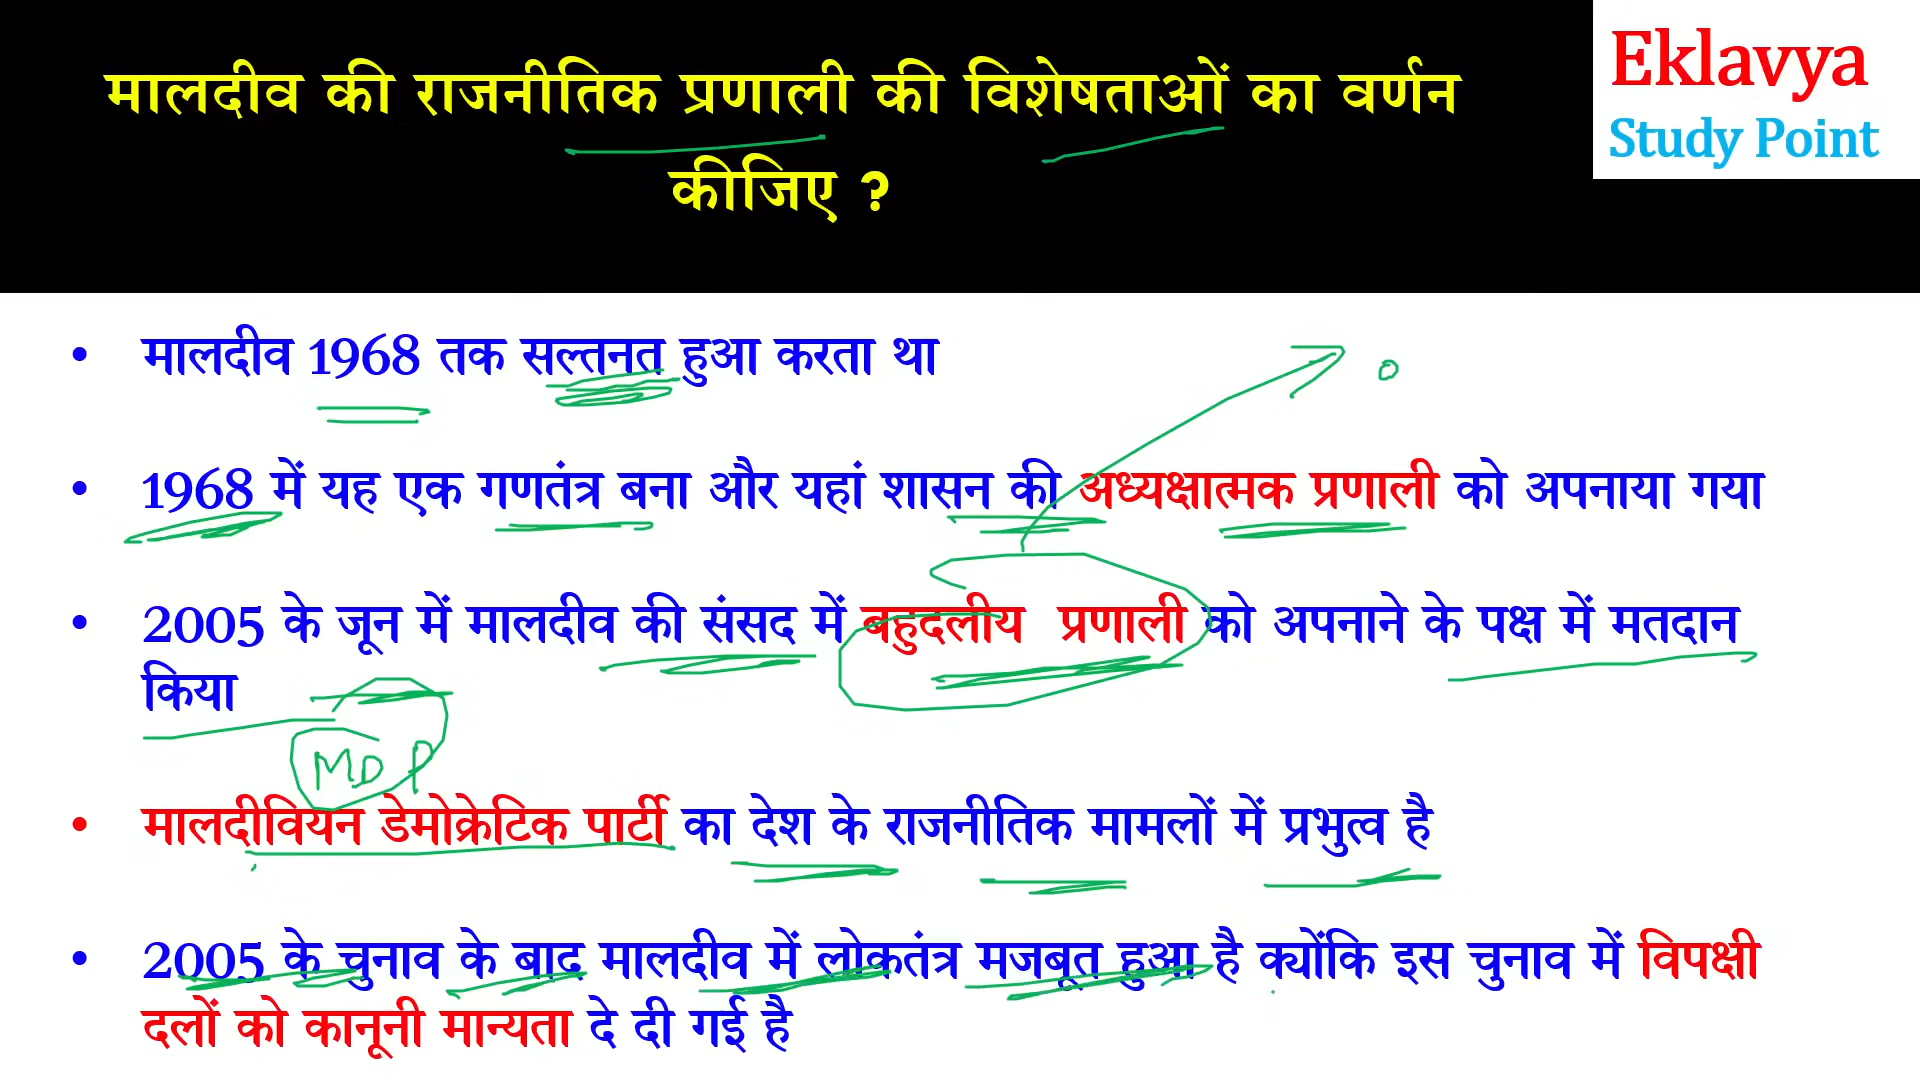 मालदीव की राजनीतिक प्रणाली की विशेषताओं का वर्णन
कीजिए ?
Eklavya
Study Point
• मालदीव 1968 तक सल्तनत हुआ करता था
• 1968 में यह एक गणतंत्र बना और यहां शासन की अध्यक्षात्मक प्रणाली को अपनाया गया
• 2005 के जून में मालदीव की संसद में बहुदलीय प्रणाली को अपनाने के पक्ष में मतदान
किया
MDP
• मालदीवियन डेमोक्रेटिक पार्टी का देश के राजनीतिक मामलों में प्रभुत्व है
• 2005 के चुनाव के बाद मालदीव में लोकतंत्र मजबूत हुआ है क्योंकि इस चुनाव में विपक्षी
दलों को कानूनी मान्यता दे दी गई है